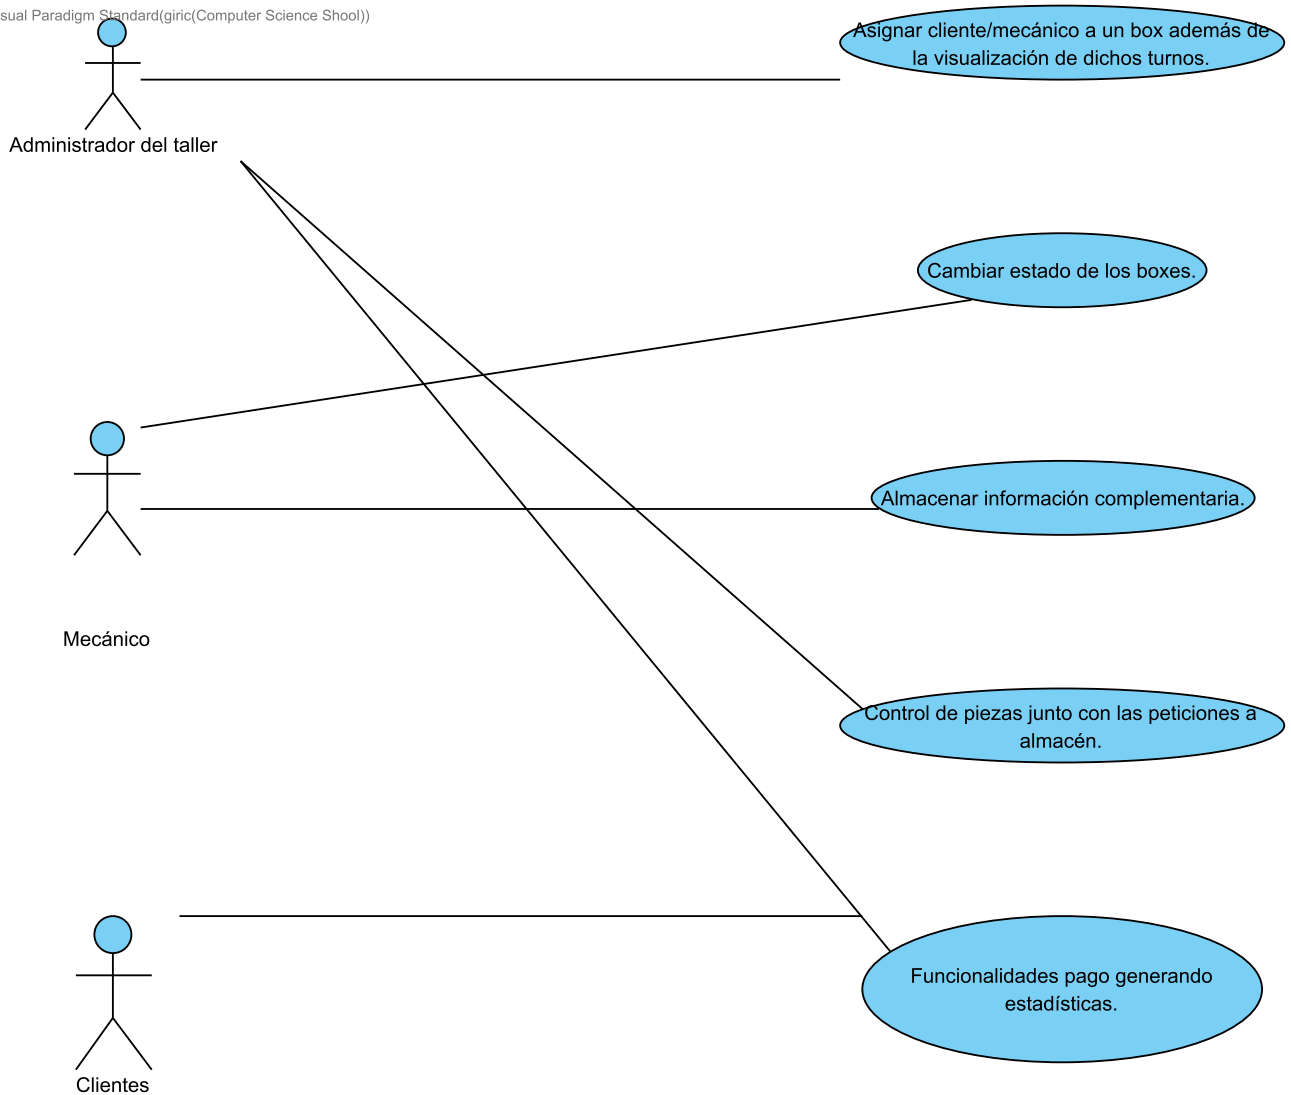 sual Paradigm Standard(giric(Computer Science Shool))
Asignar cliente/mecánico a un box además de
la visualización de dichos turnos.
Administrador del taller
Cambiar estado de los boxes.
Almacenar información complementaria.
Mecánico
Control de piezas junto con las peticiones a
almacén.
Funcionalidades pago generando
estadísticas.
Clientes